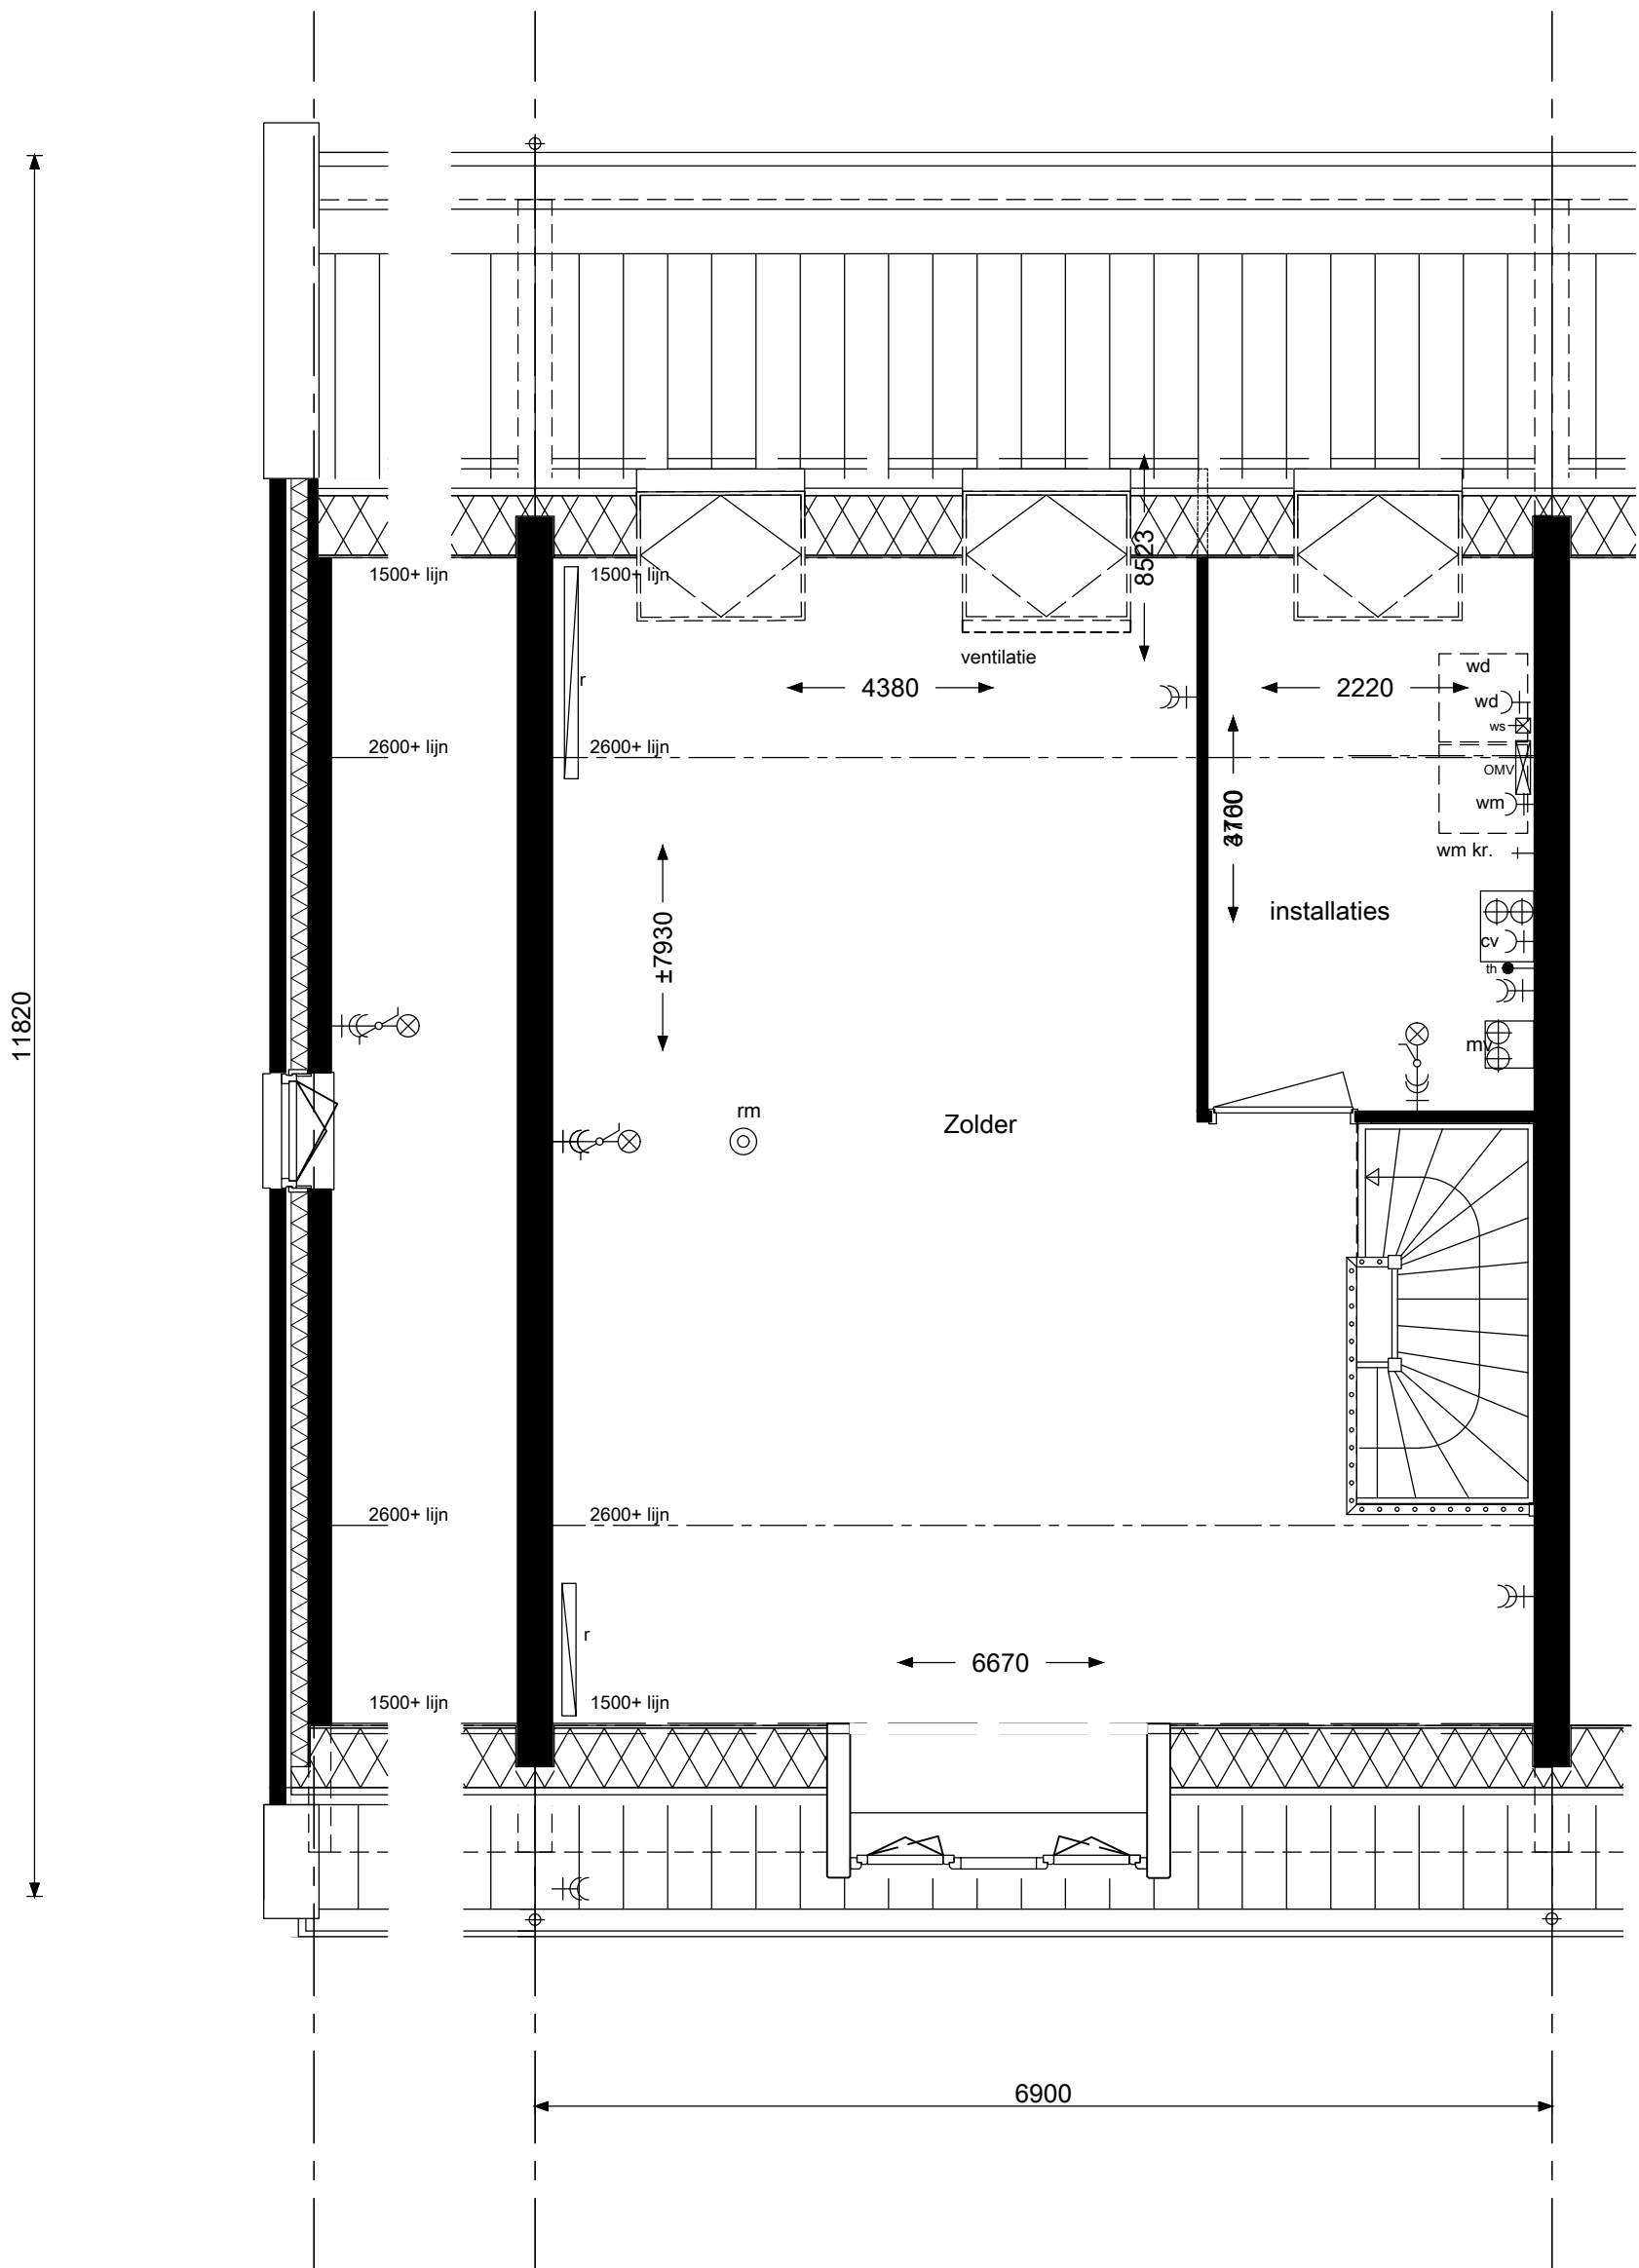 1500+ lijn
1500+ lijn
8523
ventilatie
r
4380
2220
wd
wd
ws
2600+ lijn
2600+ lijn
OMV
wm
wm kr.
installaties
±7930
cv
th
11820
mv
rm
Zolder
2600+ lijn
2600+ lijn
r
6670
1500+ lijn
1500+ lijn
6900